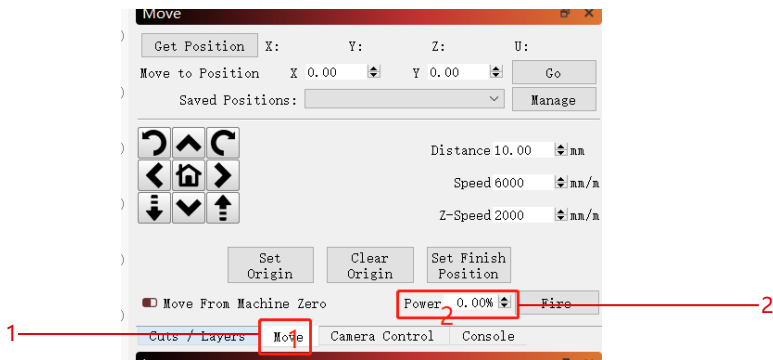 Move
Get Position X: Y: Z: U:
Move to Position X 0.00 Y 0.00 Go
Saved Positions: Manage
Distance 10.00 mm
Speed 6000 mm/m
Z-Speed 2000 mm/m
Set Origin Clear Origin Set Finish Position
Move From Machine Zero Power 0.00% Fire
2
2
1
Cuts / Layers Move Camera Control Console
1